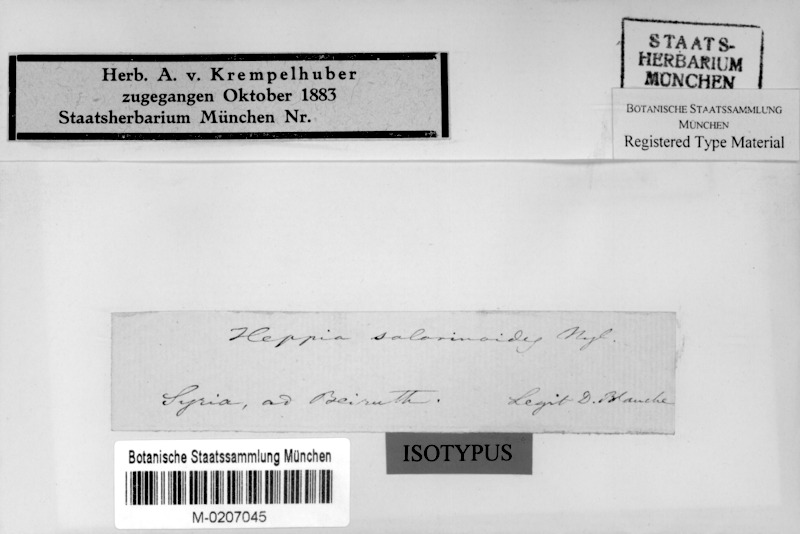 Herb. A. v. Krempelhuber
zugegangen Oktober 1883
Staatsherbarium München Nr.
STAATS-
HERBARIUM
MÜNCHEN
BOTANISCHE STAATSSAMMLUNG
MÜNCHEN
Registered Type Material
Heppia solorinoides Nyl.
Syria, ad Beiruth. Legit D. Blanche
ISOTYPUS
Botanische Staatssammlung München
M-0207045